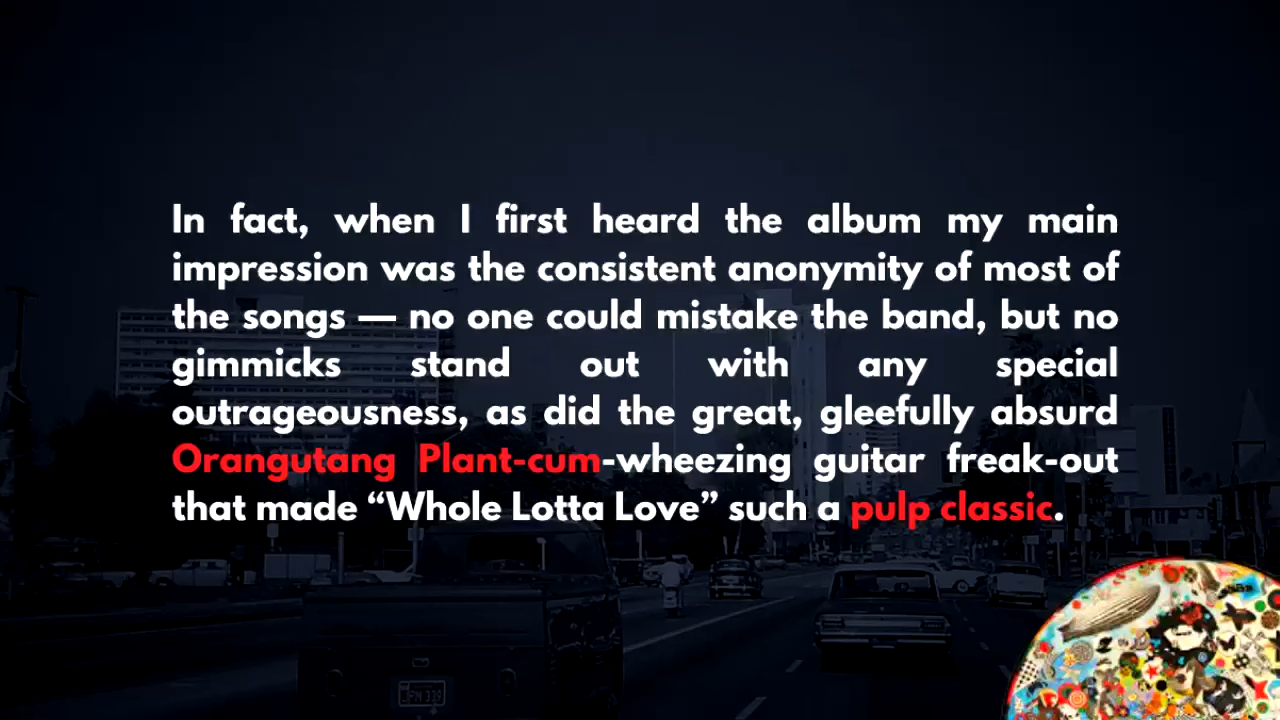 In fact, when I first heard the album my main
impression was the consistent anonymity of most of
the songs — no one could mistake the band, but no
gimmicks stand out with any special
outrageousness, as did the great, gleefully absurd
Orangutang Plant-cum-wheezing guitar freak-out
that made “Whole Lotta Love” such a pulp classic.